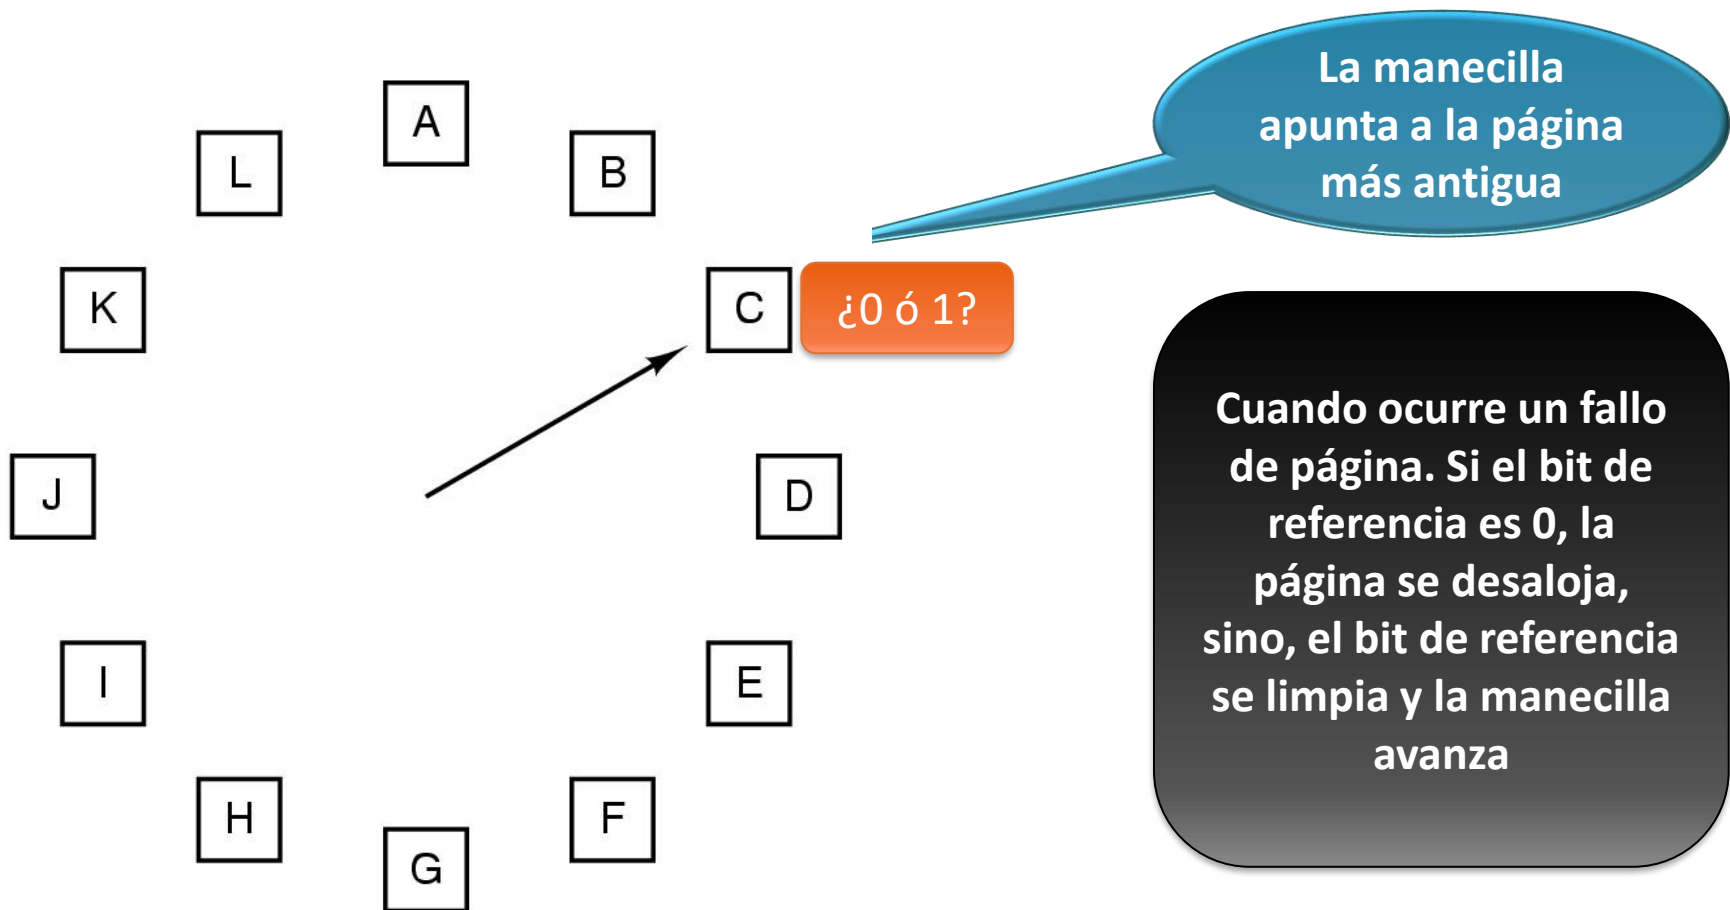 La manecilla
apunta a la página
más antigua
A
L
B
K
C
¿0 ó 1?
J
D
I
E
H
F
G
Cuando ocurre un fallo
de página. Si el bit de
referencia es 0, la
página se desaloja,
sino, el bit de referencia
se limpia y la manecilla
avanza